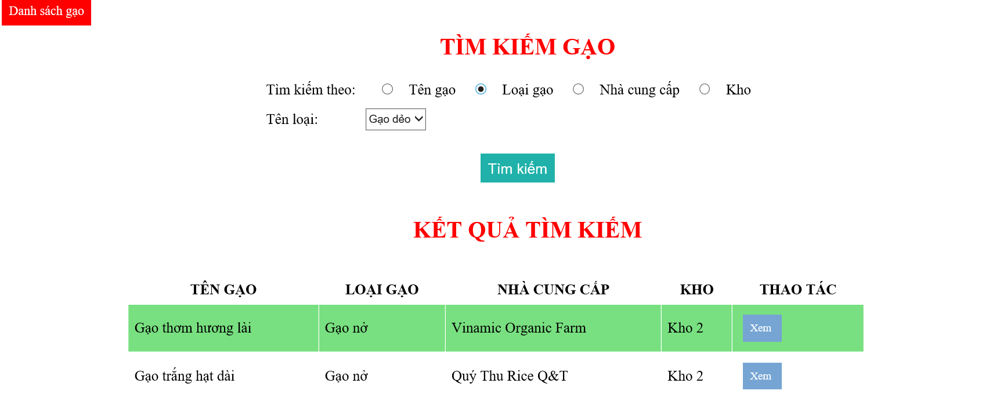 Danh sách gạo
TÌM KIẾM GẠO
Tìm kiếm theo: Tên gạo Loại gạo Nhà cung cấp Kho
Tên loại: Gạo dẻo
Tìm kiếm
KẾT QUẢ TÌM KIẾM
TÊN GẠO LOẠI GẠO NHÀ CUNG CẤP KHO THAO TÁC
Gạo thơm hương lài Gạo nở Vinamic Organic Farm Kho 2 Xem
Gạo trắng hạt dài Gạo nở Quý Thu Rice Q&T Kho 2 Xem